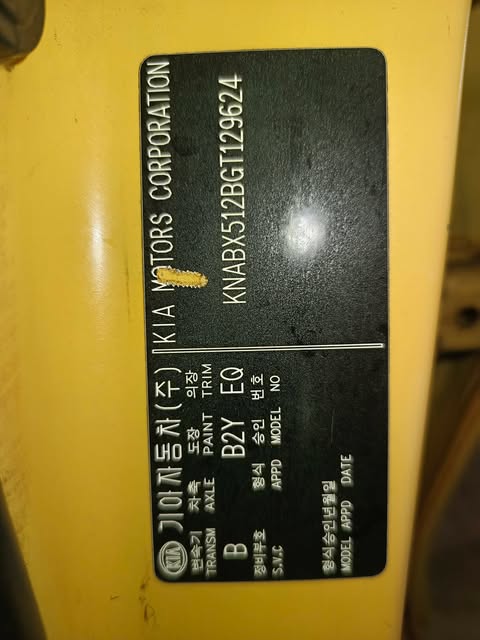 KIA 기아자동차(주) KIA MOTORS CORPORATION
변속기 차축 도장 의장
TRANSM AXLE PAINT TRIM
B B2Y EQ KNABX512BGT129624
정비부호 형식 승인 번호
S.V.C APPD MODEL NO
형식승인년월일
MODEL APPD DATE